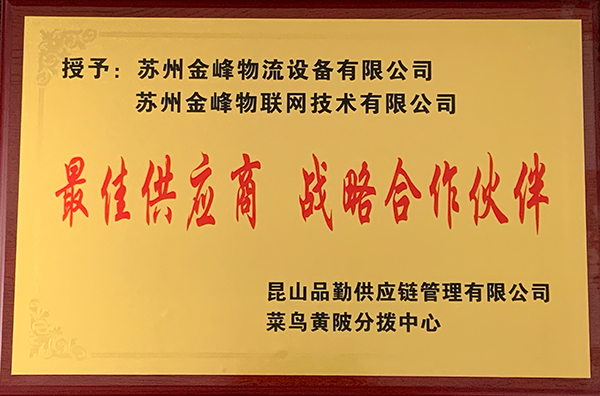 授予：苏州金峰物流设备有限公司
苏州金峰物联网技术有限公司
最佳供应商 战略合作伙伴
昆山品勤供应链管理有限公司
菜鸟黄陂分拨中心